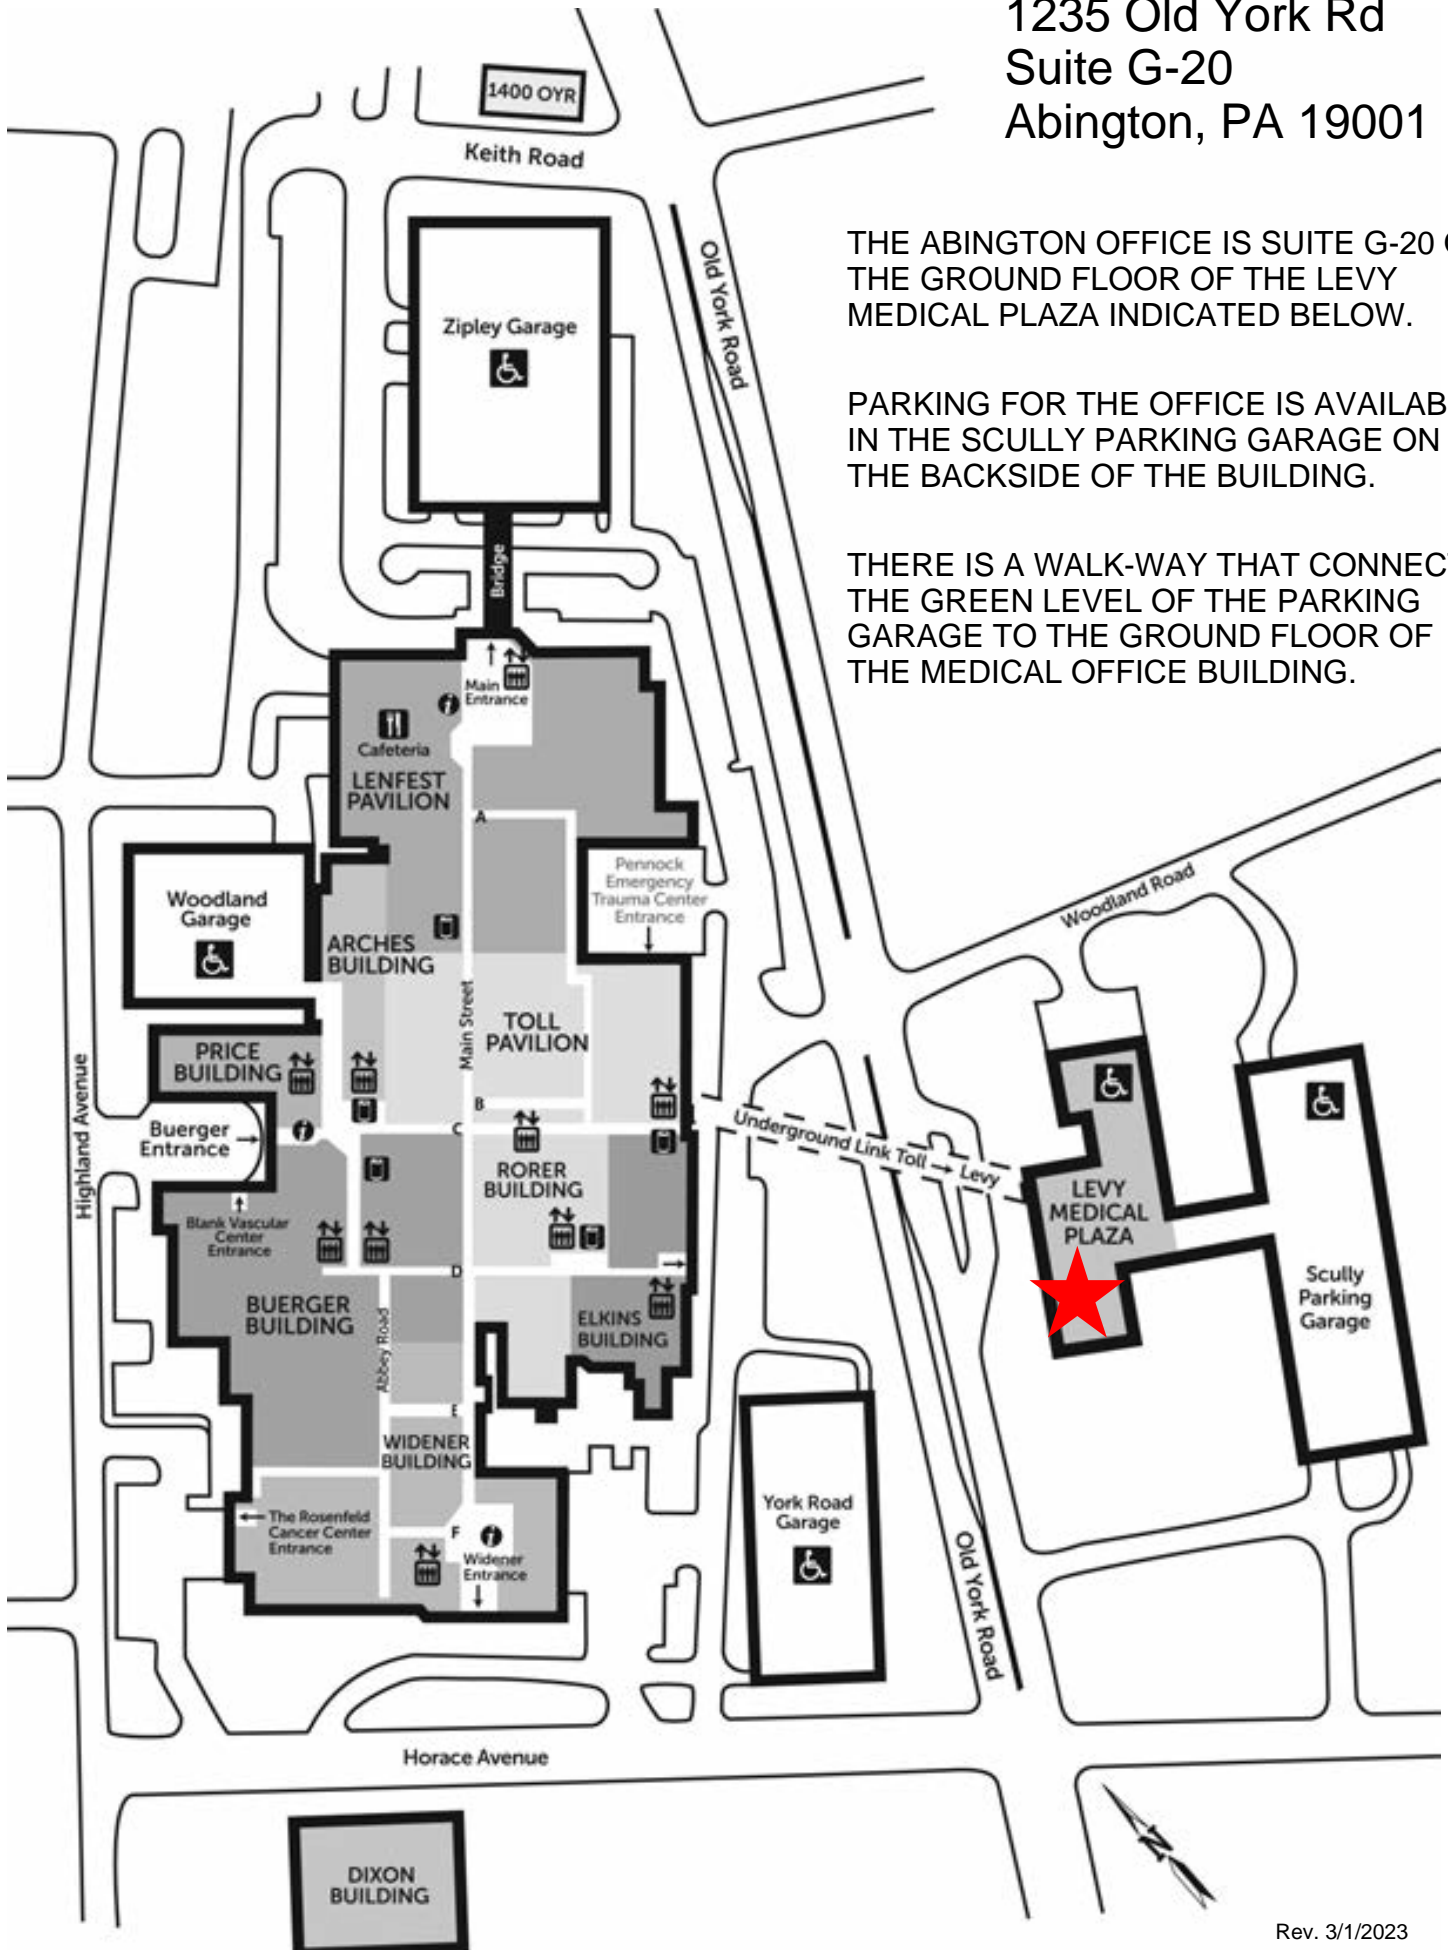 1235 Old York Rd
Suite G-20
Abington, PA 19001
THE ABINGTON OFFICE IS SUITE G-20
THE GROUND FLOOR OF THE LEVY
MEDICAL PLAZA INDICATED BELOW.
PARKING FOR THE OFFICE IS AVAILAB
IN THE SCULLY PARKING GARAGE ON
THE BACKSIDE OF THE BUILDING.
THERE IS A WALK-WAY THAT CONNEC
THE GREEN LEVEL OF THE PARKING
GARAGE TO THE GROUND FLOOR OF
THE MEDICAL OFFICE BUILDING.
1400 OYR
Keith Road
Old York Road
Zipley Garage
Bridge
Main
Entrance
Cafeteria
LENFEST
PAVILION
A
Pennock
Emergency
Trauma Center
Entrance
Woodland
Garage
ARCHES
BUILDING
Woodland Road
Main Street
TOLL
PAVILION
PRICE
BUILDING
Highland Avenue
Buerger
Entrance
B
C
Underground Link Toll → Levy
RORER
BUILDING
LEVY
MEDICAL
PLAZA
Blank Vascular
Center
Entrance
D
BUERGER
BUILDING
Abbey Road
ELKINS
BUILDING
Scully
Parking
Garage
E
WIDENER
BUILDING
The Rosenfeld
Cancer Center
Entrance
F
Widener
Entrance
York Road
Garage
Old York Road
Horace Avenue
DIXON
BUILDING
N
Rev. 3/1/2023